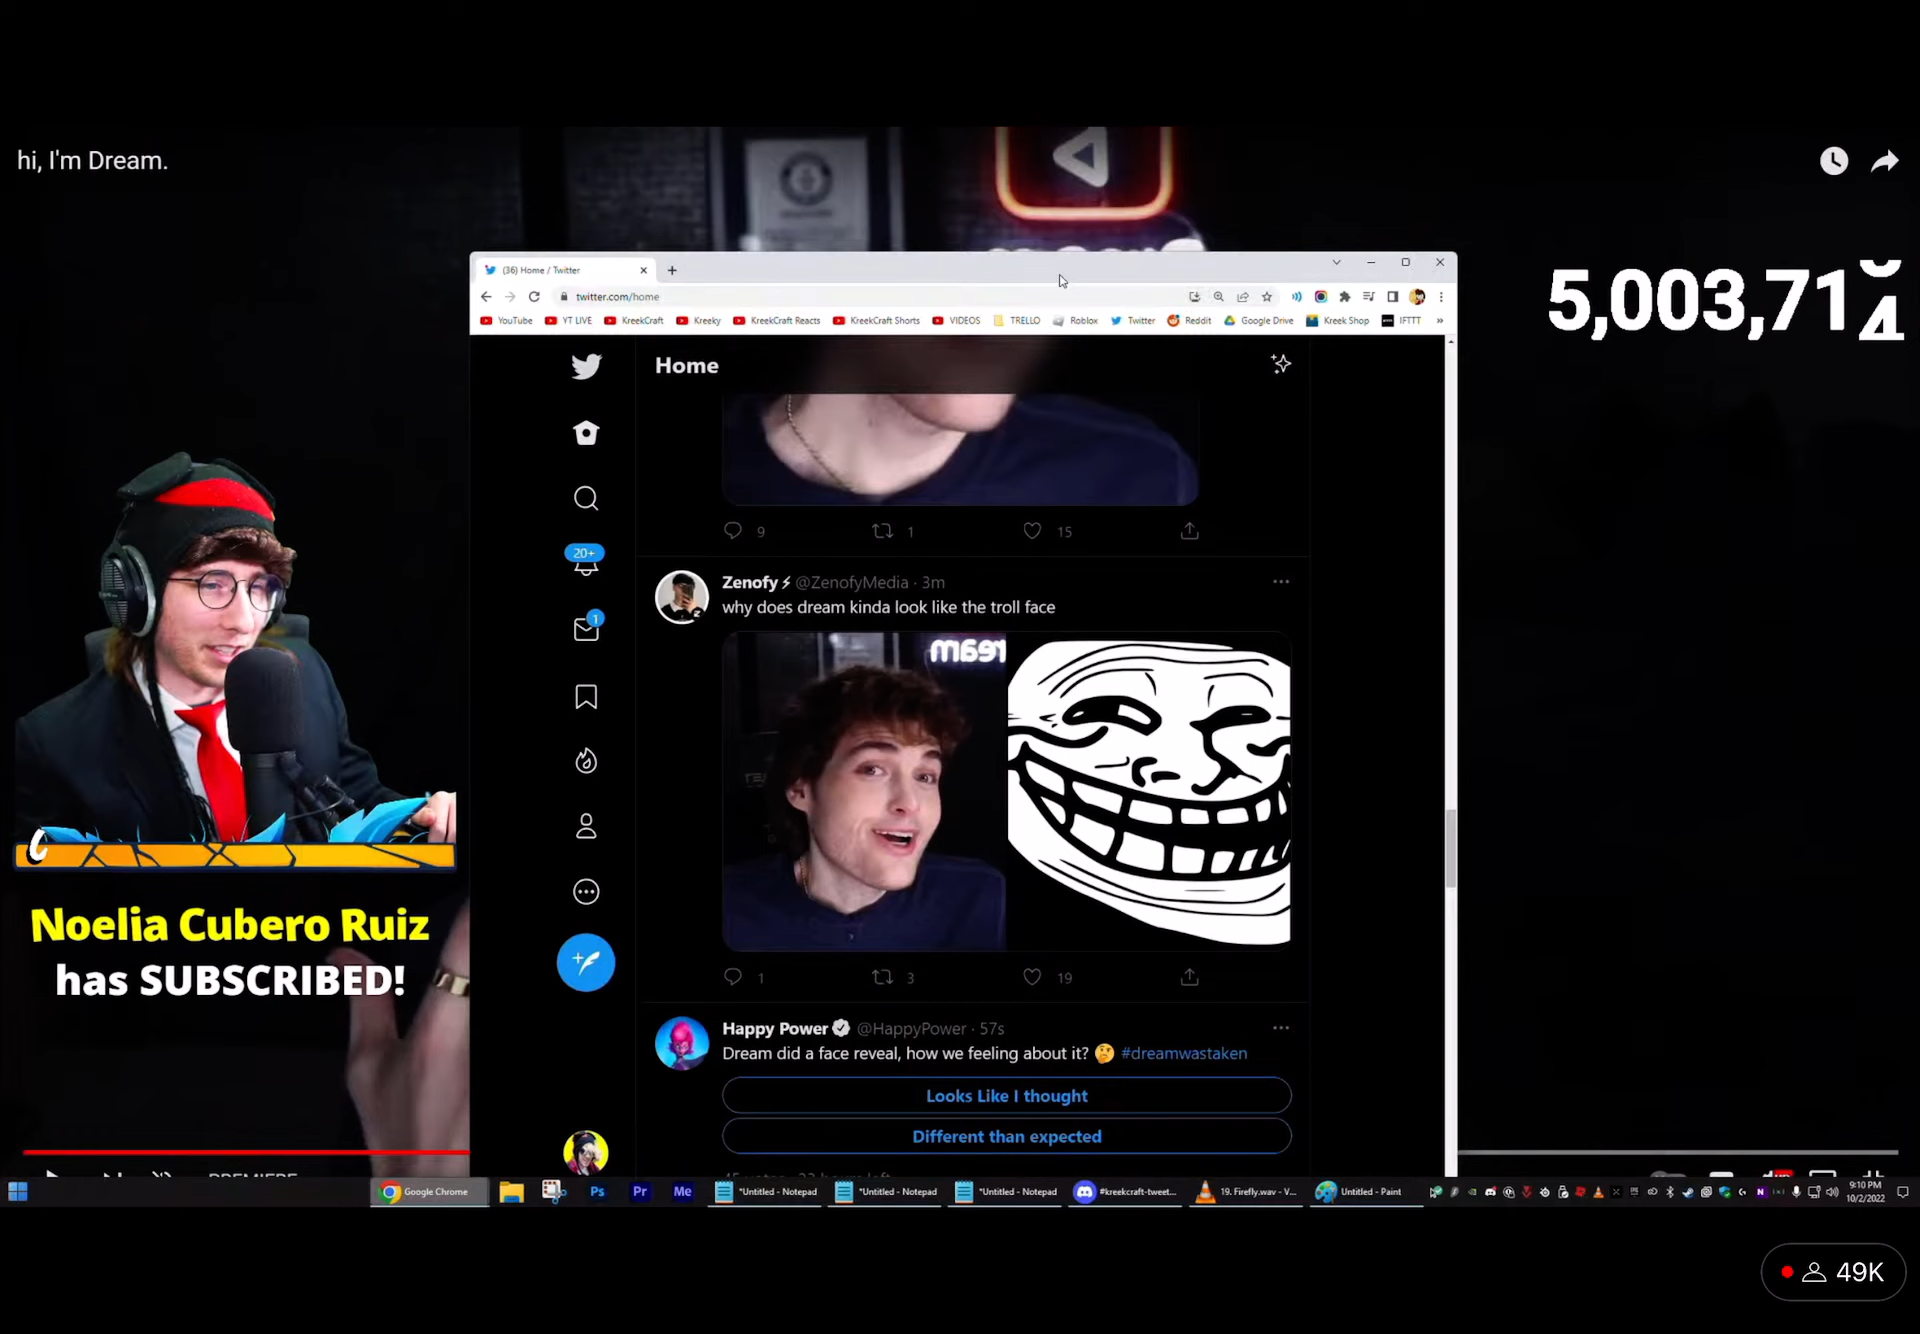 hi, I'm Dream.
(36) Home / Twitter
twitter.com/home
YouTube
YT LIVE
KreekCraft
Kreeky
KreekCraft Reacts
KreekCraft Shorts
VIDEOS
TRELLO
Roblox
Twitter
Reddit
Google Drive
Kreek Shop
IFTTT
»
5,003,71
Home
9
1
15
20+
1
Zenofy⚡ @ZenofyMedia · 3m
why does dream kinda look like the troll face
1
3
19
Happy Power @HappyPower · 57s
Dream did a face reveal, how we feeling about it? 🤔 #dreamwastaken
Looks Like I thought
Different than expected
Noelia Cubero Ruiz
has SUBSCRIBED!
PREMIERE
Google Chrome
Ps
Pr
Me
*Untitled - Notepad
*Untitled - Notepad
*Untitled - Notepad
#kreekcraft-tweet...
19. Firefly.wav - V...
Untitled - Paint
9:10 PM
10/2/2022
49K